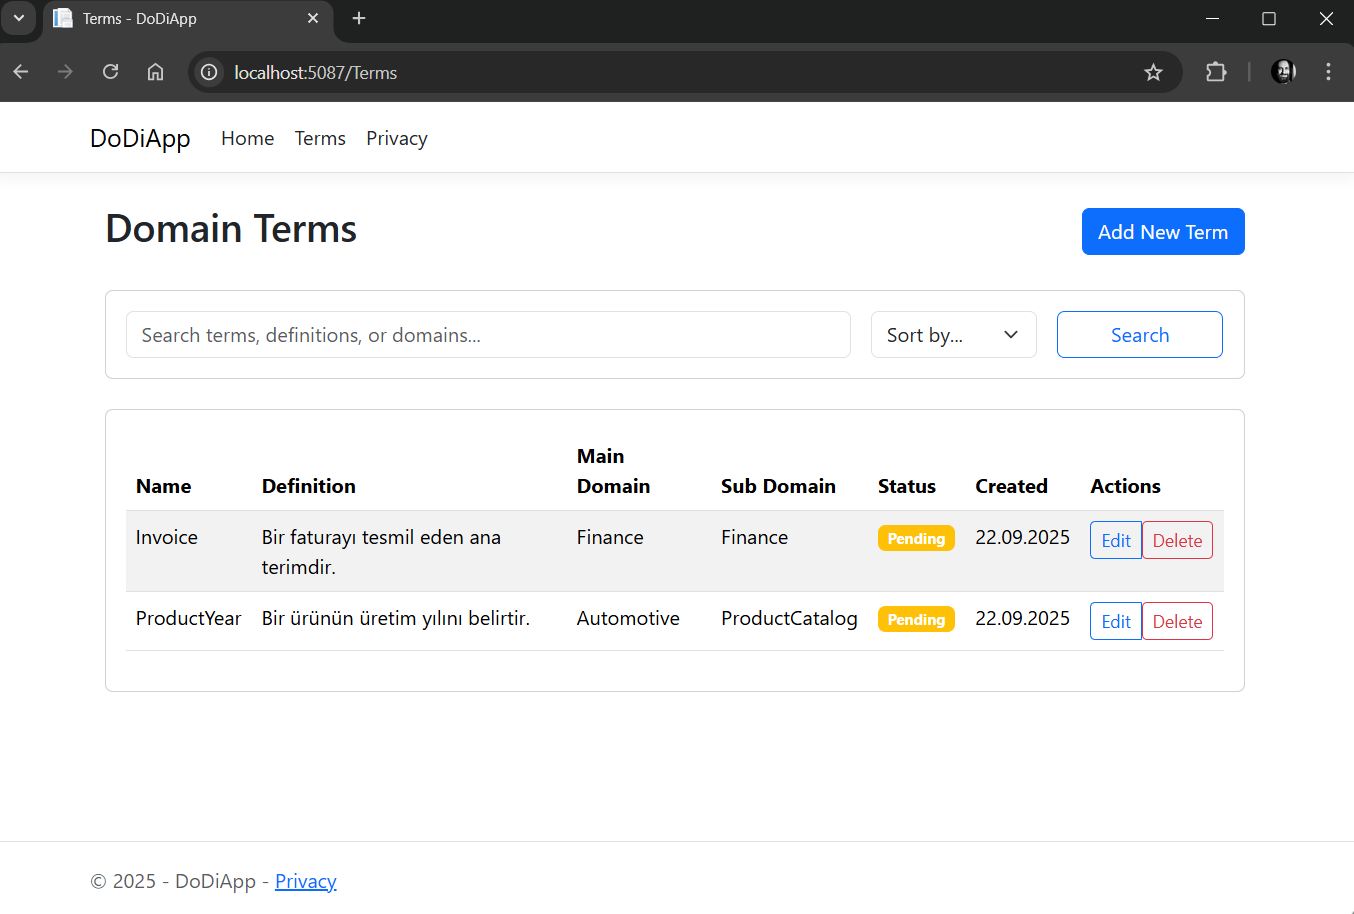 Terms - DoDiApp
localhost:5087/Terms
DoDiApp Home Terms Privacy
Domain Terms
Add New Term
Search terms, definitions, or domains...
Sort by...
Search
Name Definition Main Domain Sub Domain Status Created Actions
Invoice Bir faturayı tesmil eden ana terimdir. Finance Finance Pending 22.09.2025 Edit Delete
ProductYear Bir ürünün üretim yılını belirtir. Automotive ProductCatalog Pending 22.09.2025 Edit Delete
© 2025 - DoDiApp - Privacy